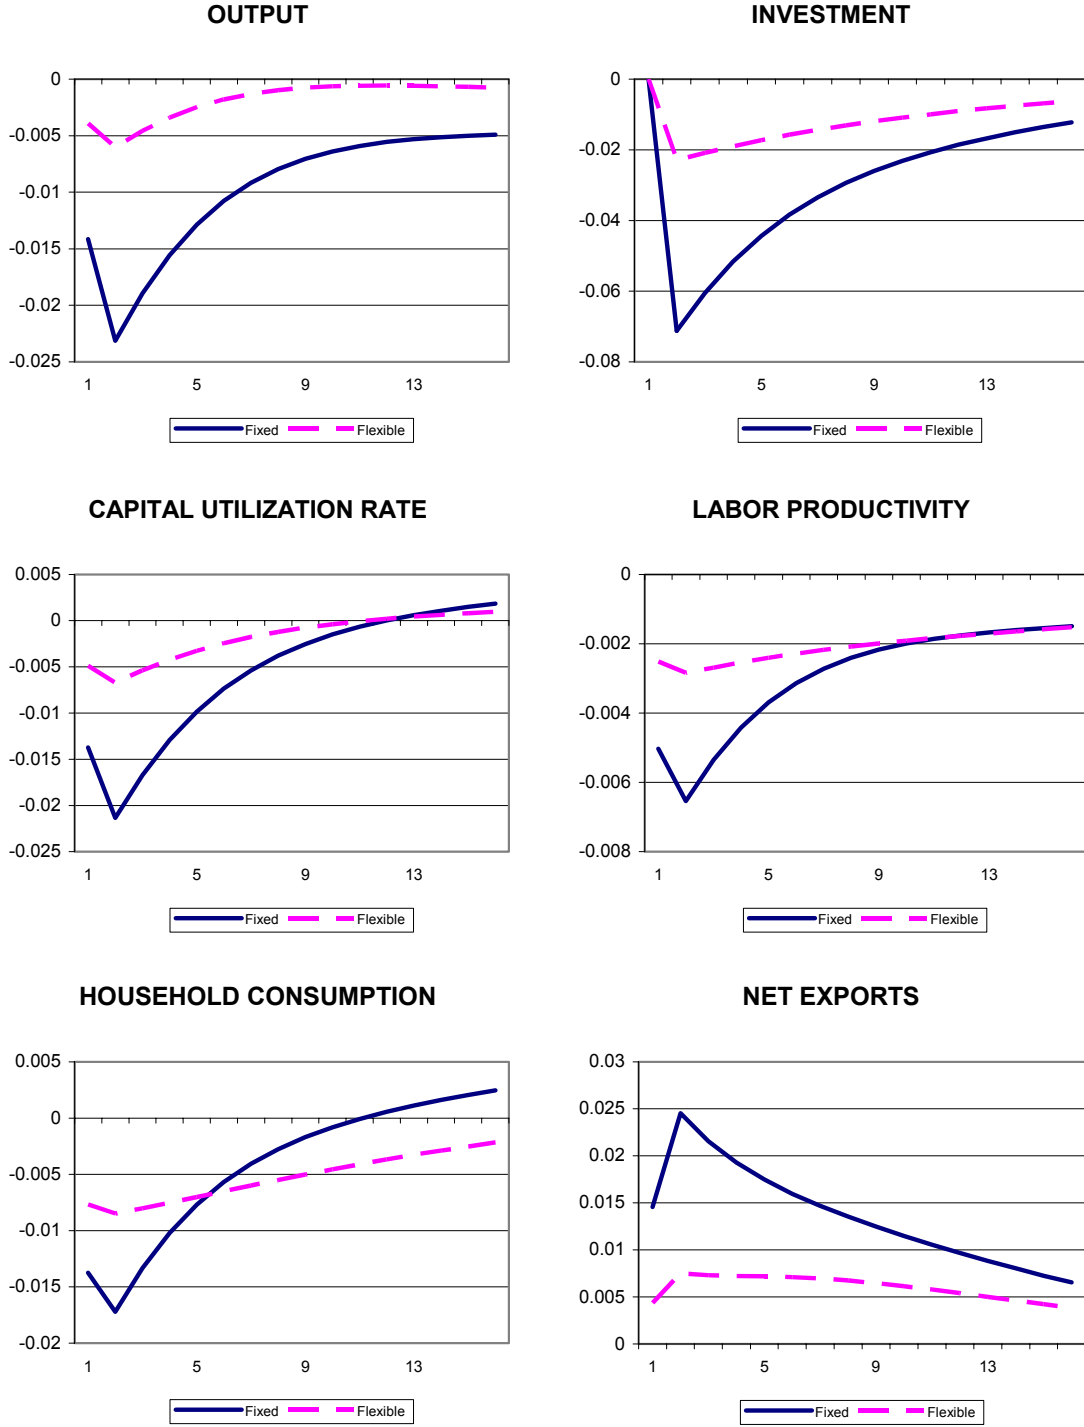 OUTPUT
0
-0.005
-0.01
-0.015
-0.02
-0.025
1 5 9 13
Fixed Flexible
INVESTMENT
0
-0.02
-0.04
-0.06
-0.08
1 5 9 13
Fixed Flexible
CAPITAL UTILIZATION RATE
0.005
0
-0.005
-0.01
-0.015
-0.02
-0.025
1 5 9 13
Fixed Flexible
LABOR PRODUCTIVITY
0
-0.002
-0.004
-0.006
-0.008
1 5 9 13
Fixed Flexible
HOUSEHOLD CONSUMPTION
0.005
0
-0.005
-0.01
-0.015
-0.02
1 5 9 13
Fixed Flexible
NET EXPORTS
0.03
0.025
0.02
0.015
0.01
0.005
0
1 5 9 13
Fixed Flexible